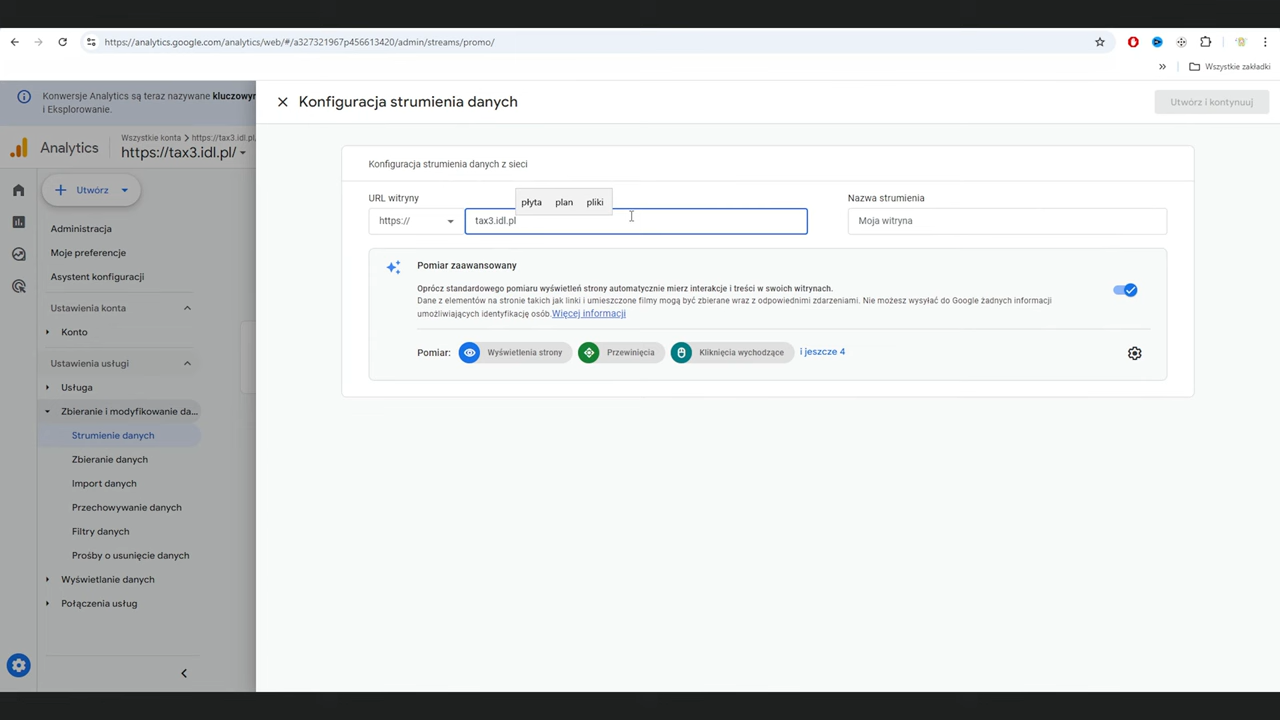 https://analytics.google.com/analytics/web/#/a327321967p456613420/admin/streams/promo/
Wszystkie zakładki
Konwersje Analytics są teraz nazywane kluczowym
i Eksplorowanie.
Konfiguracja strumienia danych
Utwórz i kontynuuj
Analytics
Wszystkie konta > https://tax3.idl.pl/
https://tax3.idl.pl/
Utwórz
Administracja
Moje preferencje
Asystent konfiguracji
Ustawienia konta
Konto
Ustawienia usługi
Usługa
Zbieranie i modyfikowanie da...
Strumienie danych
Zbieranie danych
Import danych
Przechowywanie danych
Filtry danych
Prośby o usunięcie danych
Wyświetlanie danych
Połączenia usług
Konfiguracja strumienia danych z sieci
URL witryny
Nazwa strumienia
płyta plan pliki
https://
tax3.idl.pl
Moja witryna
Pomiar zaawansowany
Oprócz standardowego pomiaru wyświetleń strony automatycznie mierz interakcje i treści w swoich witrynach.
Dane z elementów na stronie takich jak linki i umieszczone filmy mogą być zbierane wraz z odpowiednimi zdarzeniami. Nie możesz wysyłać do Google żadnych informacji
umożliwiających identyfikację osób.Więcej informacji
Pomiar: Wyświetlenia strony Przewinięcia Kliknięcia wychodzące i jeszcze 4